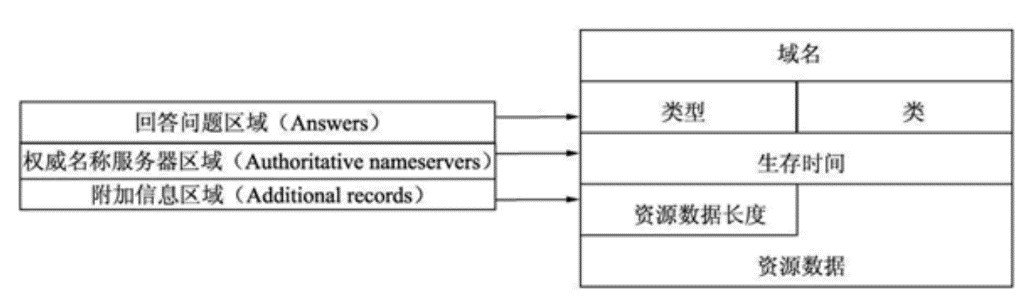 回答问题区域（Answers）
权威名称服务器区域（Authoritative nameservers）
附加信息区域（Additional records）
域名
类型
类
生存时间
资源数据长度
资源数据